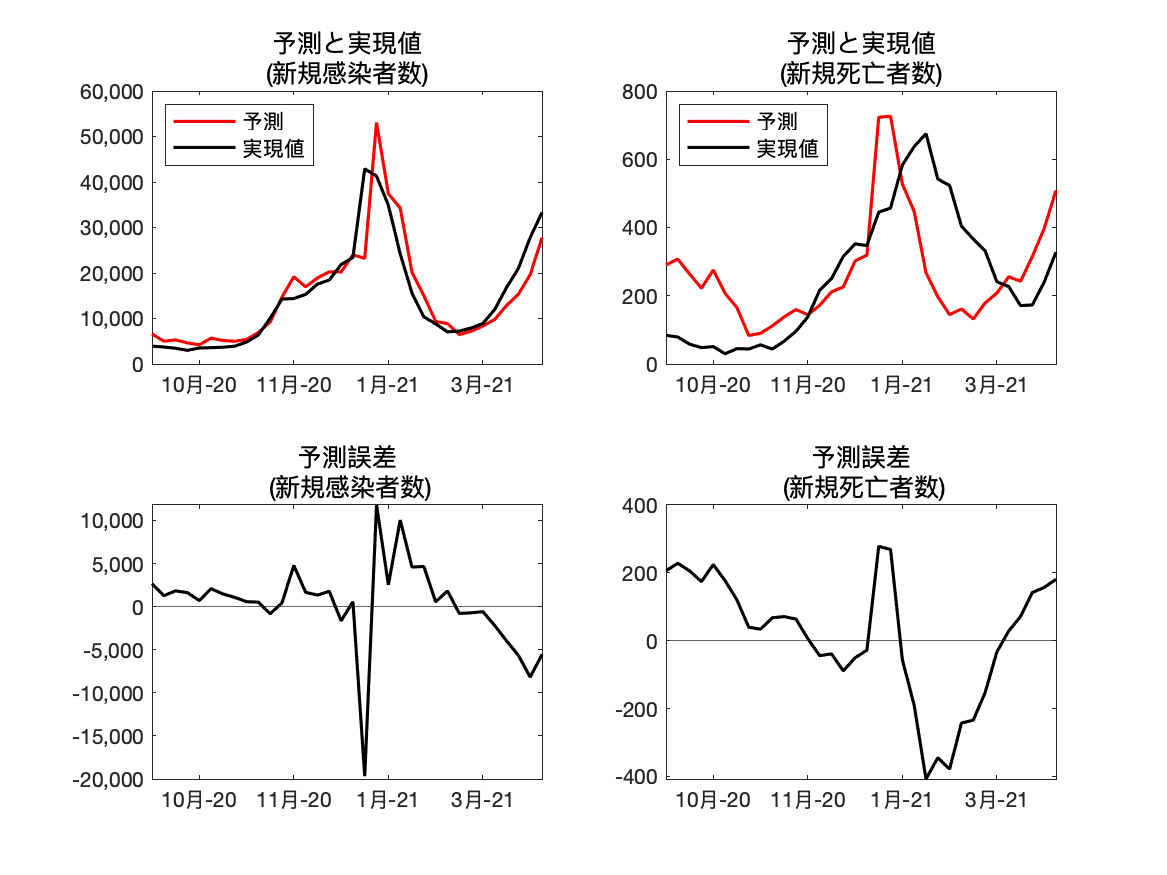 予測と実現値
(新規感染者数)
60,000
50,000
40,000
30,000
20,000
10,000
0
予測
実現値
10月-20
11月-20
1月-21
3月-21
予測と実現値
(新規死亡者数)
800
600
400
200
0
予測
実現値
10月-20
11月-20
1月-21
3月-21
予測誤差
(新規感染者数)
10,000
5,000
0
-5,000
-10,000
-15,000
-20,000
10月-20
11月-20
1月-21
3月-21
予測誤差
(新規死亡者数)
400
200
0
-200
-400
10月-20
11月-20
1月-21
3月-21